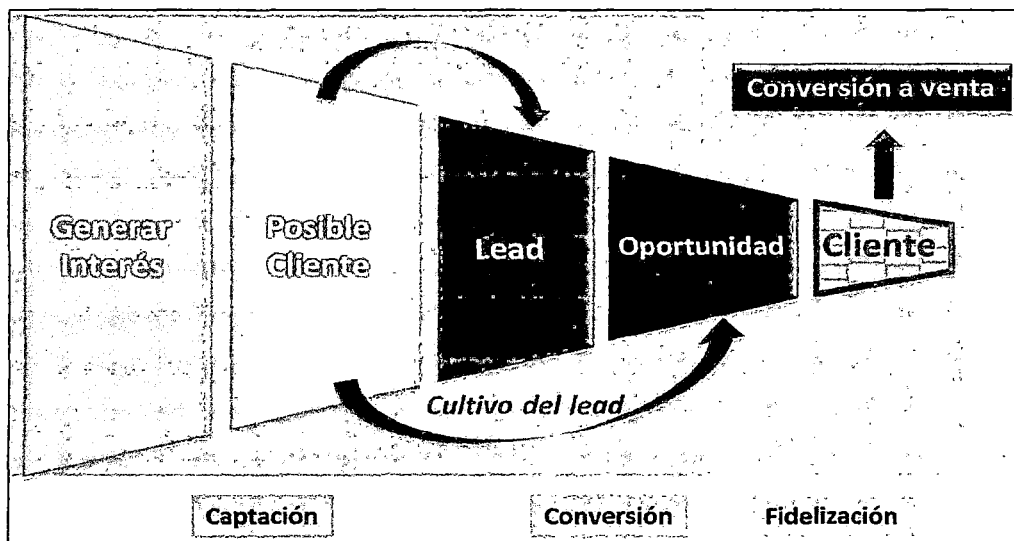 Conversión a venta
Generar
Interés
Posible
Cliente
Lead
Oportunidad
Cliente
Cultivo del lead
Captación
Conversión
Fidelización